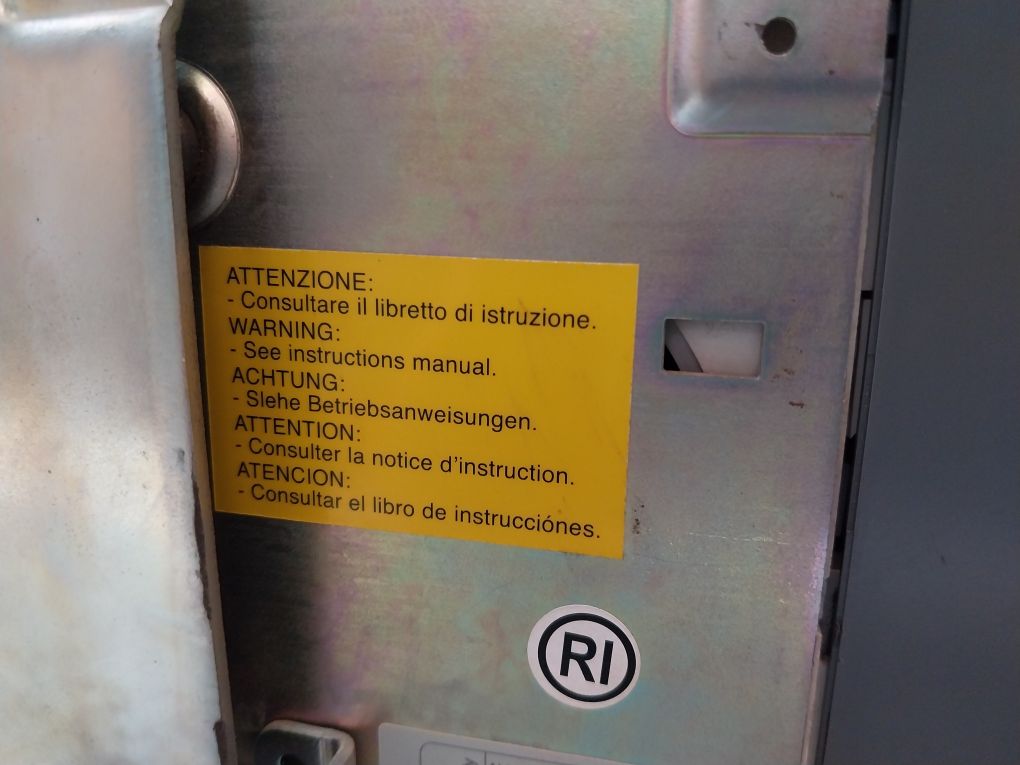 ATTENZIONE:
- Consultare il libretto di istruzione.
WARNING:
- See instructions manual.
ACHTUNG:
- Slehe Betriebsanweisungen.
ATTENTION:
- Consulter la notice d'instruction.
ATENCION:
- Consultar el libro de instrucciónes.
RI